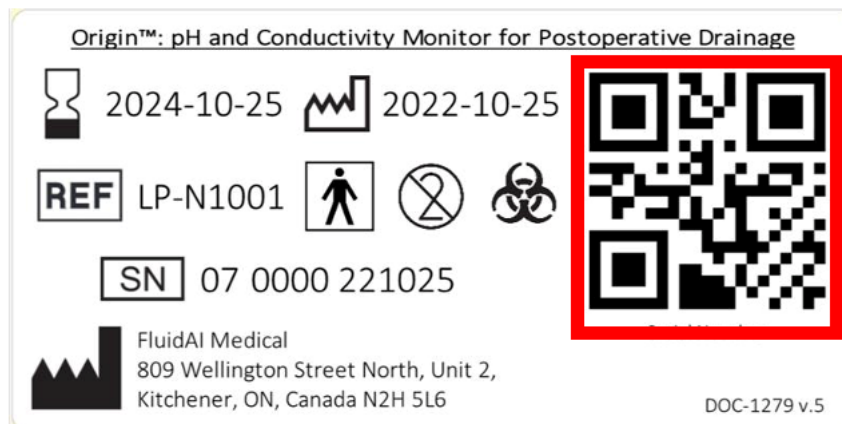 Origin™: pH and Conductivity Monitor for Postoperative Drainage
2024-10-25 2022-10-25
REF LP-N1001 2
SN 07 0000 221025
FluidAI Medical
809 Wellington Street North, Unit 2,
Kitchener, ON, Canada N2H 5L6
DOC-1279 v.5